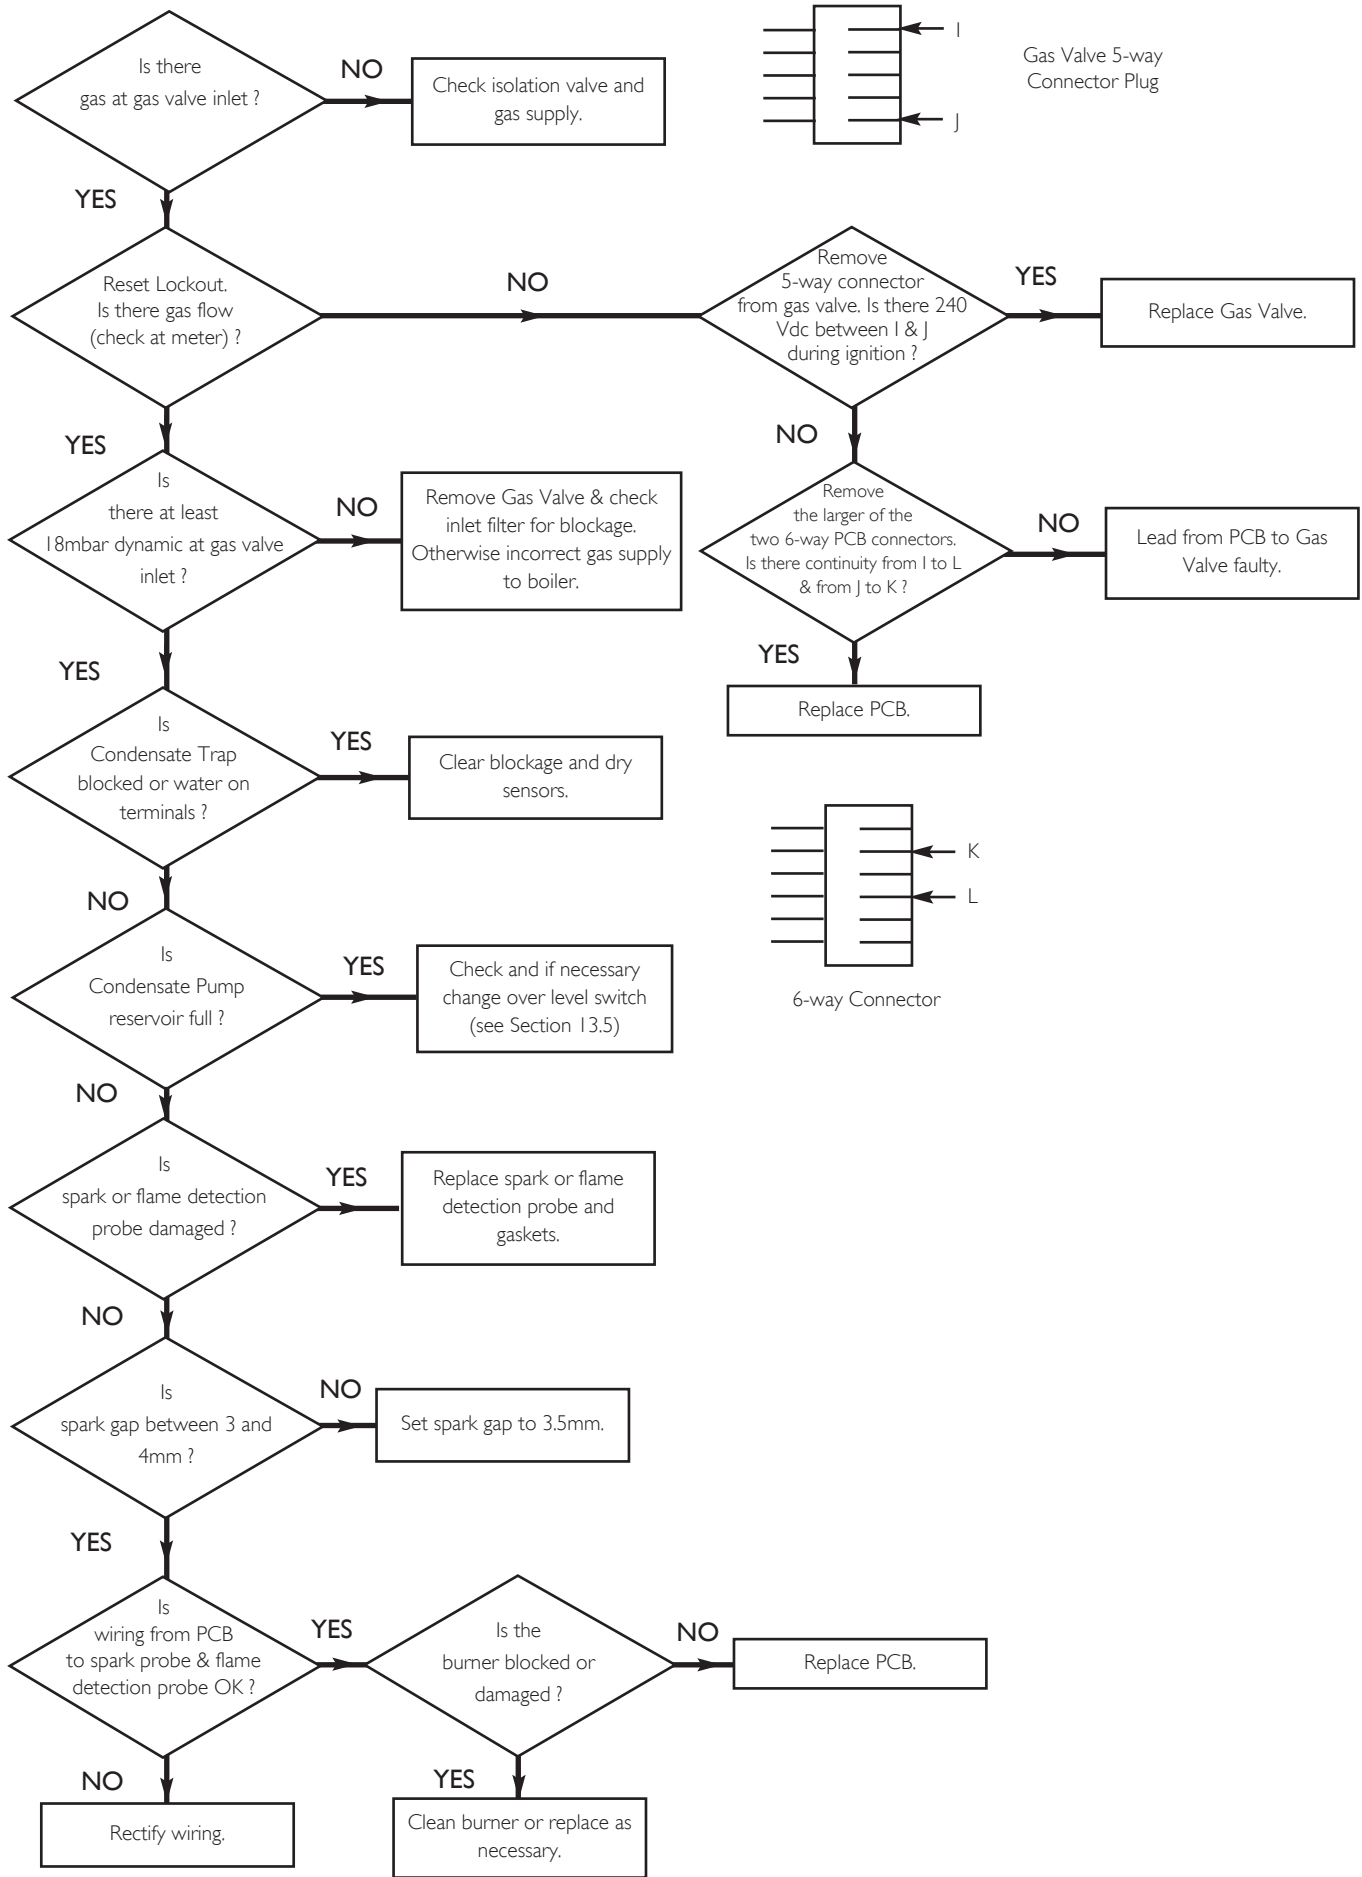 Is there
gas at gas valve inlet ?
NO
Check isolation valve and
gas supply.
I
J
Gas Valve 5-way
Connector Plug
YES
Reset Lockout.
Is there gas flow
(check at meter) ?
NO
Remove
5-way connector
from gas valve. Is there 240
Vdc between I & J
during ignition ?
YES
Replace Gas Valve.
YES
NO
Is
there at least
18mbar dynamic at gas valve
inlet ?
NO
Remove Gas Valve & check
inlet filter for blockage.
Otherwise incorrect gas supply
to boiler.
Remove
the larger of the
two 6-way PCB connectors.
Is there continuity from I to L
& from J to K ?
NO
Lead from PCB to Gas
Valve faulty.
YES
YES
Replace PCB.
Is
Condensate Trap
blocked or water on
terminals ?
YES
Clear blockage and dry
sensors.
K
L
6-way Connector
NO
Is
Condensate Pump
reservoir full ?
YES
Check and if necessary
change over level switch
(see Section 13.5)
NO
Is
spark or flame detection
probe damaged ?
YES
Replace spark or flame
detection probe and
gaskets.
NO
Is
spark gap between 3 and
4mm ?
NO
Set spark gap to 3.5mm.
YES
Is
wiring from PCB
to spark probe & flame
detection probe OK ?
YES
Is the
burner blocked or
damaged ?
NO
Replace PCB.
NO
Rectify wiring.
YES
Clean burner or replace as
necessary.